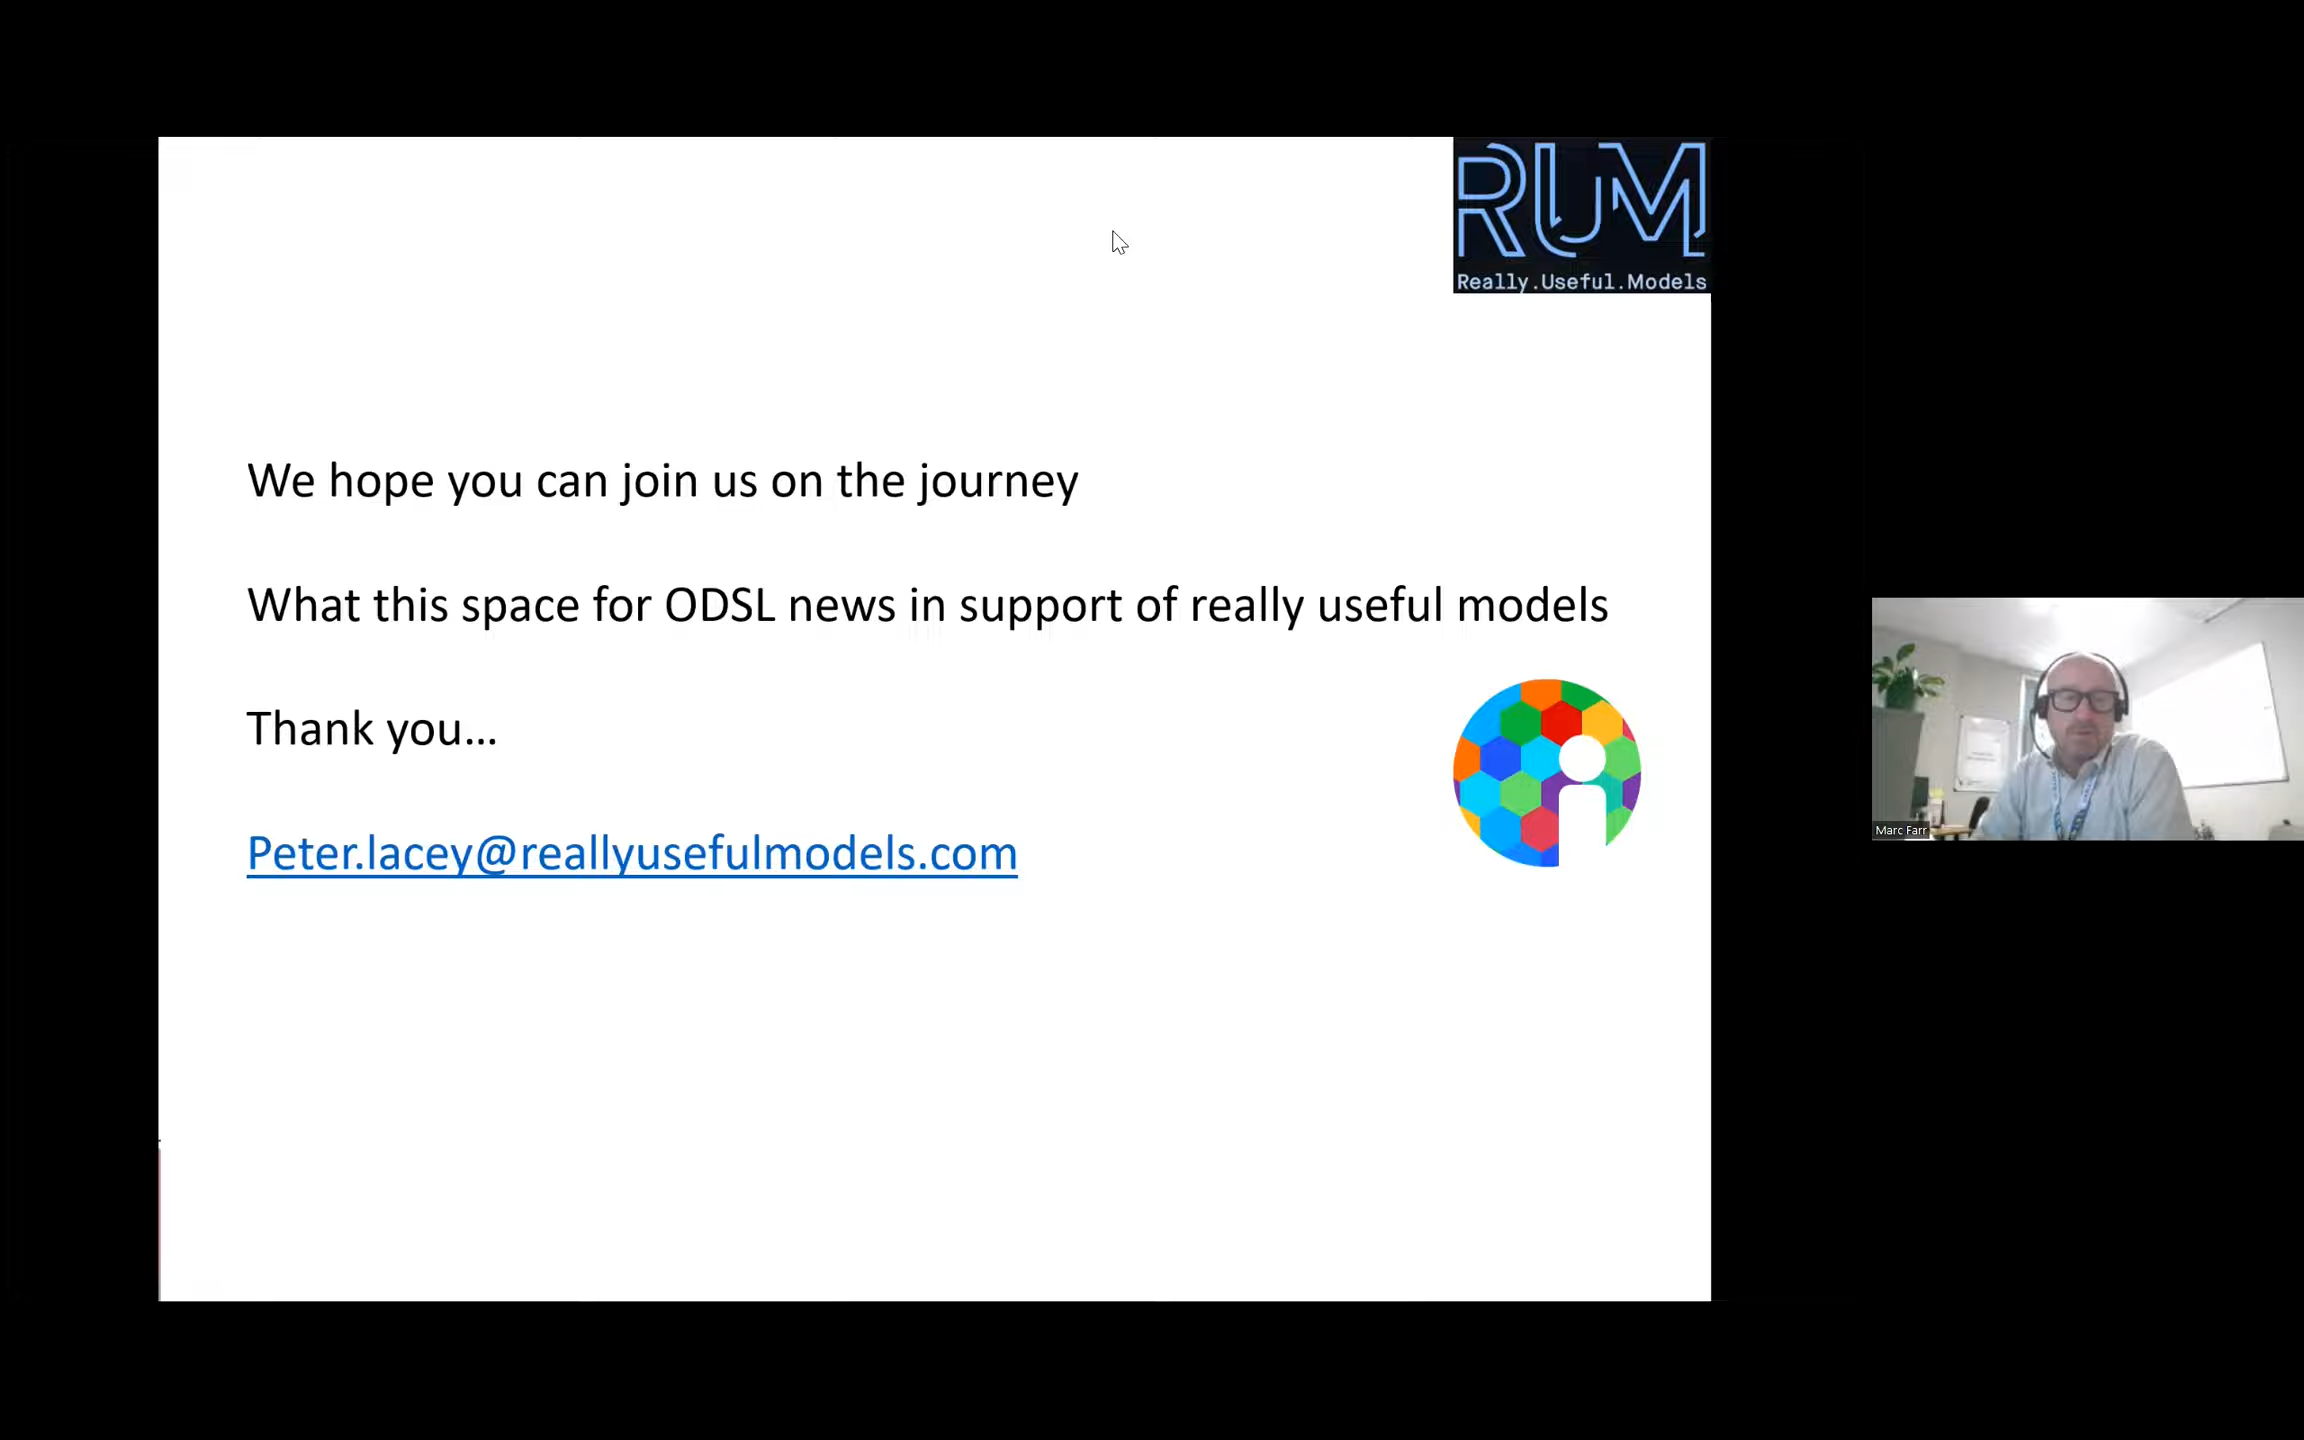 RUM
Really.Useful.Models
We hope you can join us on the journey
What this space for ODSL news in support of really useful models
Thank you...
Peter.lacey@reallyusefulmodels.com
Marc Farr